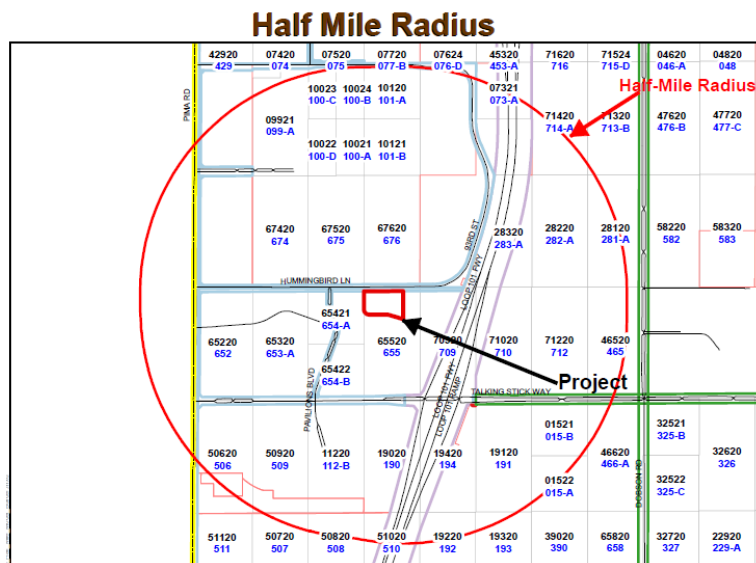 Half Mile Radius
42920 07420 07520 07720 07624 45320 71620 71524 04620 04820
429 074 075 077-B 076-D 453-A 716 715-D 046-A 048
Half-Mile Radius
10023 10024 10120 07321
100-C 100-B 101-A 073-A
PIMA RD
09921 71420 71320 47620 47720
099-A 714-A 713-B 476-B 477-C
10022 10021 10121
100-D 100-A 101-B
67420 67520 67620 28320 28220 28120 58220 58320
674 675 676 283-A 282-A 281-A 582 583
93RD ST
LOOP 101 FWY
HUMMINGBIRD LN
65421
654-A
65220 65320 65520 71020 71220 46520
652 653-A 655 709 710 712 465
65422
654-B
Project
PAVILIONS BLVD
LOOP 101 FWY
LOOP 101 RAMP
TALKING STICK WAY
01521 32521
015-B 325-B
50620 50920 11220 19020 19420 19120 46620 32620
506 509 112-B 190 194 191 466-A 326
01522 32522
015-A 325-C
DOBSON RD
51120 50720 50820 51020 19220 19320 39020 65820 32720 22920
511 507 508 510 192 193 390 658 327 229-A